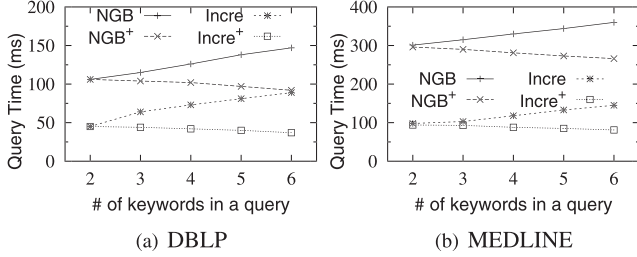 Query Time (ms)
200
150
100
50
0
NGB
NGB+
Incre
Incre+
2 3 4 5 6
# of keywords in a query
(a) DBLP
Query Time (ms)
400
300
200
100
0
NGB
NGB+
Incre
Incre+
2 3 4 5 6
# of keywords in a query
(b) MEDLINE